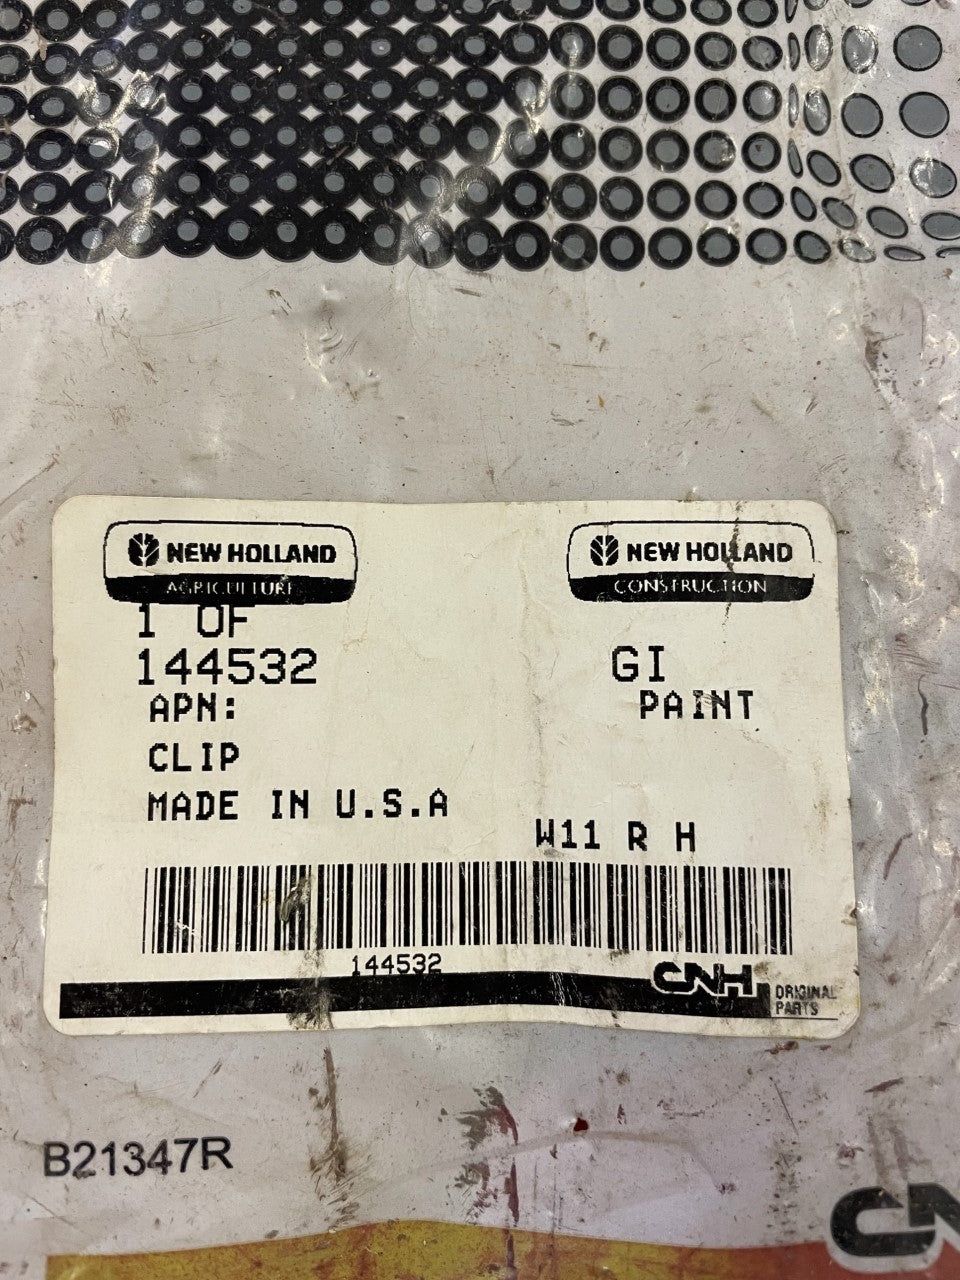 NEW HOLLAND
AGRICULTURE
NEW HOLLAND
CONSTRUCTION
1 OF
144532
GI
APN:
PAINT
CLIP
MADE IN U.S.A
W11 R H
144532
CNH
ORIGINAL
PARTS
B21347R
CN